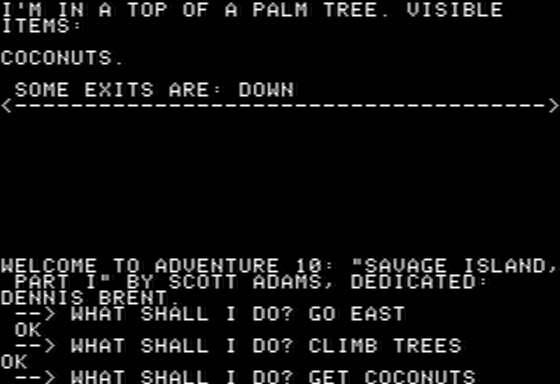 I'M IN A TOP OF A PALM TREE. VISIBLE
ITEMS:
COCONUTS.
SOME EXITS ARE: DOWN
<----------------------------------->
WELCOME TO ADVENTURE 10: "SAVAGE ISLAND,
PART I" BY SCOTT ADAMS, DEDICATED:
DENNIS BRENT.
--> WHAT SHALL I DO? GO EAST
OK
--> WHAT SHALL I DO? CLIMB TREES
OK
--> WHAT SHALL I DO? GET COCONUTS